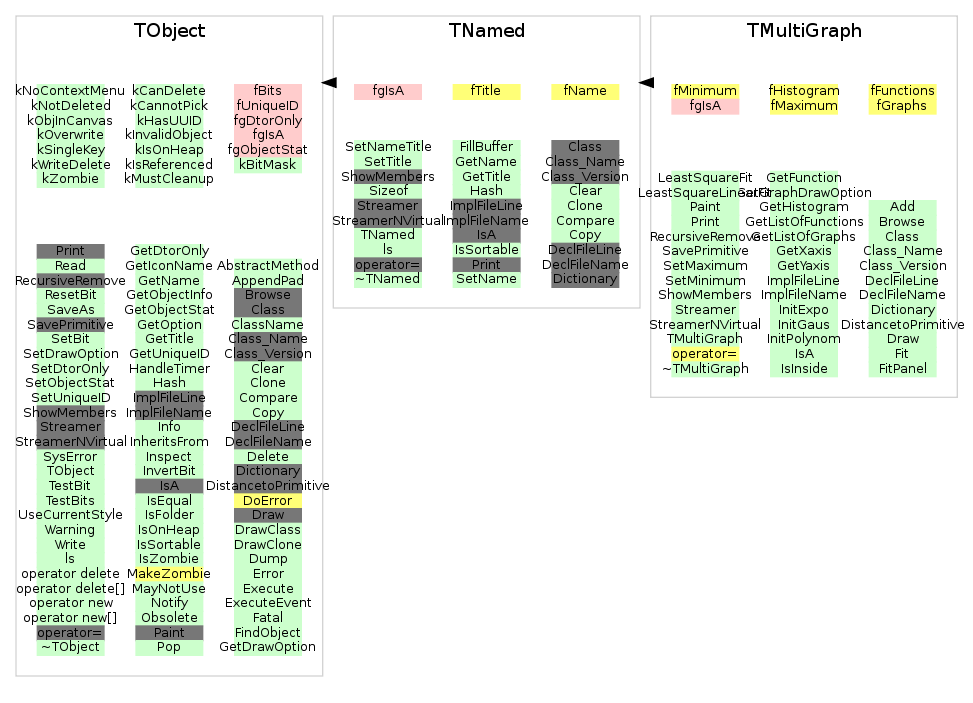 TObject
kNoContextMenu kCanDelete fBits
kNotDeleted kCannotPick fUniqueID
kObjInCanvas kHasUUID fgDtorOnly
kOverwrite kInvalidObject fgIsA
kSingleKey kIsOnHeap fgObjectStat
kWriteDelete kIsReferenced kBitMask
kZombie kMustCleanup
Print GetDtorOnly
Read GetIconName AbstractMethod
RecursiveRemove GetName AppendPad
ResetBit GetObjectInfo Browse
SaveAs GetObjectStat Class
SavePrimitive GetOption ClassName
SetBit GetTitle Class_Name
SetDrawOption GetUniqueID Class_Version
SetDtorOnly HandleTimer Clear
SetObjectStat Hash Clone
SetUniqueID ImplFileLine Compare
ShowMembers ImplFileName Copy
Streamer Info DeclFileLine
StreamerNVirtual InheritsFrom DeclFileName
SysError Inspect Delete
TObject InvertBit Dictionary
TestBit IsA DistancetoPrimitive
TestBits IsEqual DoError
UseCurrentStyle IsFolder Draw
Warning IsOnHeap DrawClass
Write IsSortable DrawClone
ls IsZombie Dump
operator delete MakeZombie Error
operator delete[] MayNotUse Execute
operator new Notify ExecuteEvent
operator new[] Obsolete Fatal
operator= Paint FindObject
~TObject Pop GetDrawOption
TNamed
fgIsA fTitle fName
SetNameTitle FillBuffer Class
SetTitle GetName Class_Name
ShowMembers GetTitle Class_Version
Sizeof Hash Clear
Streamer ImplFileLine Clone
StreamerNVirtual ImplFileName Compare
TNamed IsA Copy
ls IsSortable DeclFileLine
operator= Print DeclFileName
~TNamed SetName Dictionary
TMultiGraph
fMinimum fHistogram fFunctions
fgIsA fMaximum fGraphs
LeastSquareFit GetFunction
LeastSquareLinearFit GetGraphDrawOption
Paint GetHistogram Add
Print GetListOfFunctions Browse
RecursiveRemove GetListOfGraphs Class
SavePrimitive GetXaxis Class_Name
SetMaximum GetYaxis Class_Version
SetMinimum ImplFileLine DeclFileLine
ShowMembers ImplFileName DeclFileName
Streamer InitExpo Dictionary
StreamerNVirtual InitGaus DistancetoPrimitive
TMultiGraph InitPolynom Draw
operator= IsA Fit
~TMultiGraph IsInside FitPanel